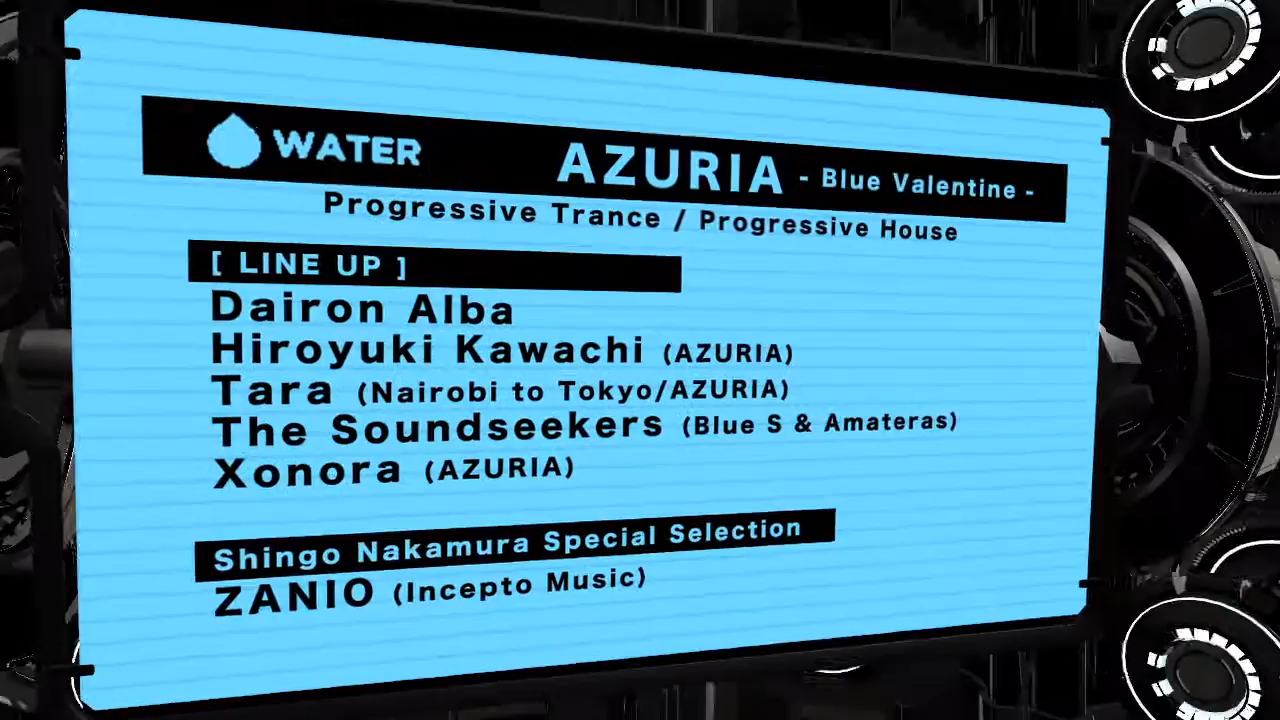 WATER AZURIA - Blue Valentine -
Progressive Trance / Progressive House
[ LINE UP ]
Dairon Alba
Hiroyuki Kawachi (AZURIA)
Tara (Nairobi to Tokyo/AZURIA)
The Soundseekers (Blue S & Amateras)
Xonora (AZURIA)
Shingo Nakamura Special Selection
ZANIO (Incepto Music)